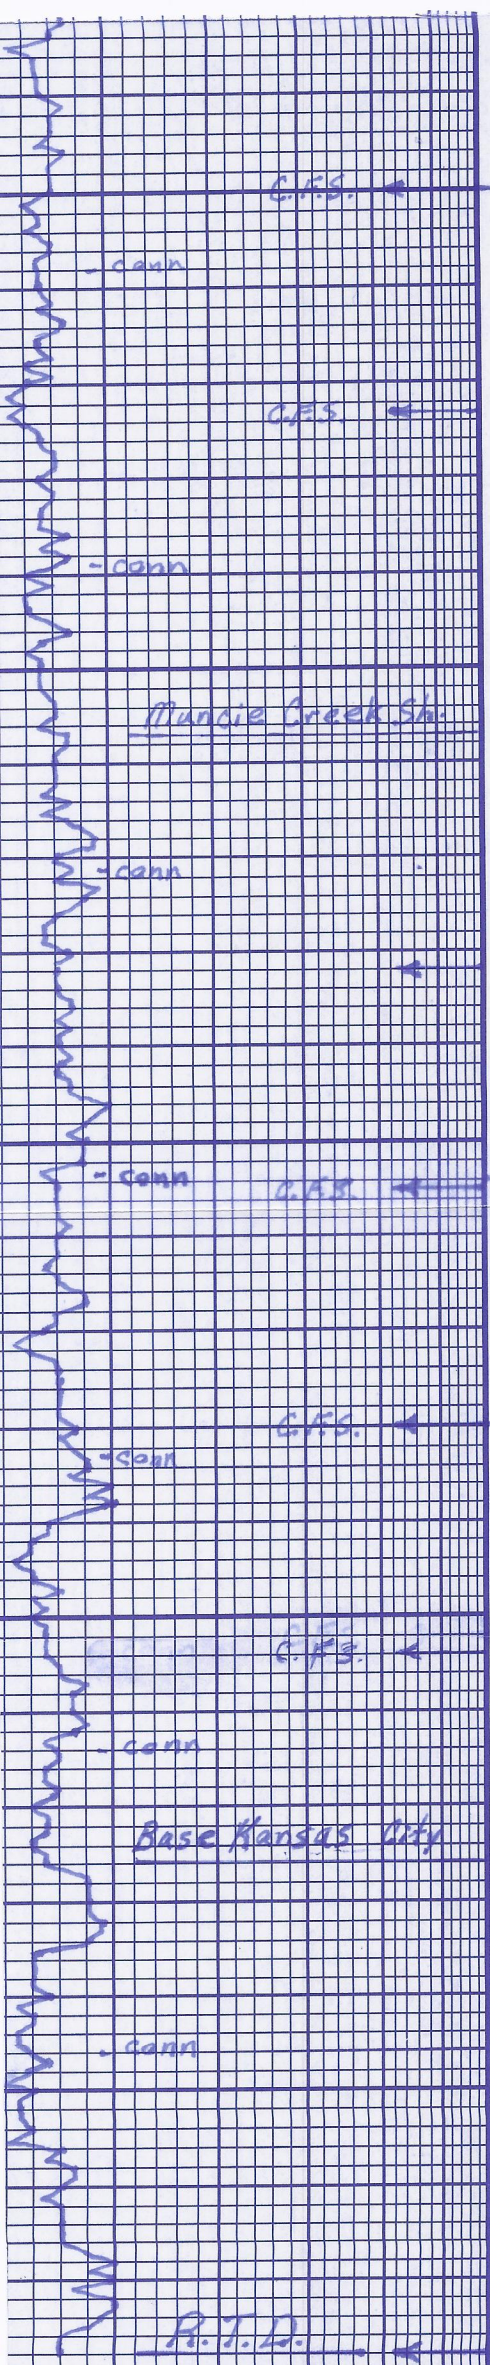 C.F.S.
- conn
C.F.S.
- conn
Muncie Creek Sh.
- conn
- conn C.F.S.
C.F.S.
- conn
C.F.S.
- conn
Base Kansas City
- conn
R.T.D.